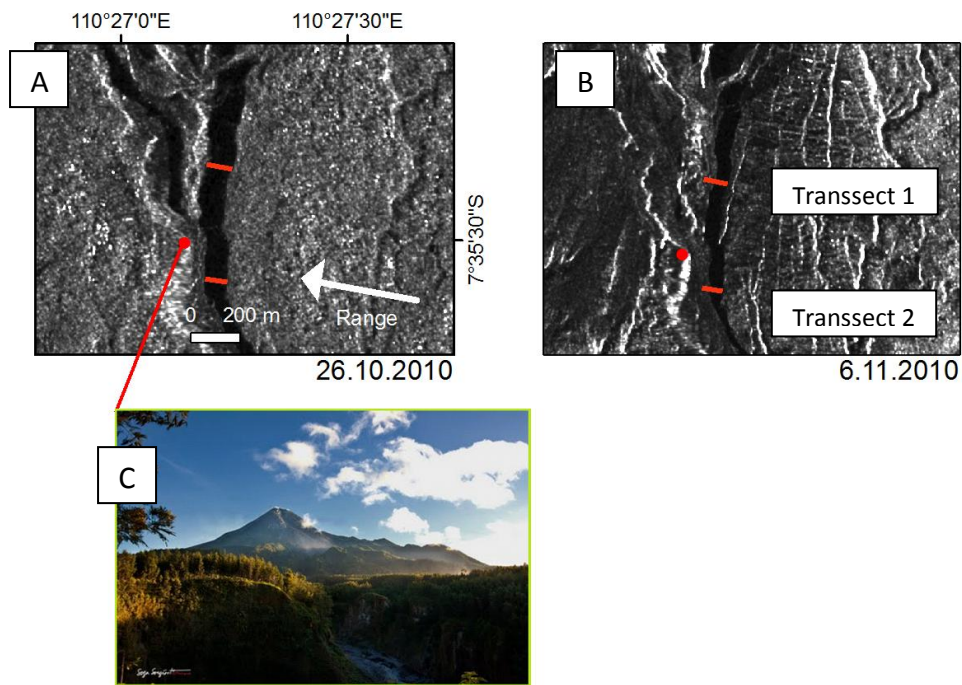 110°27'0"E
110°27'30"E
A
B
Transsect 1
7°35'30"S
Transsect 2
0 200 m
Range
26.10.2010
6.11.2010
C